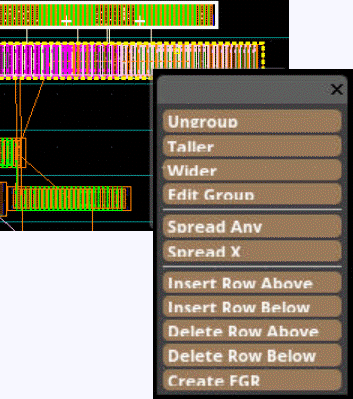 Ungroup
Taller
Wider
Edit Group
Spread Any
Spread X
Insert Row Above
Insert Row Below
Delete Row Above
Delete Row Below
Create FGR